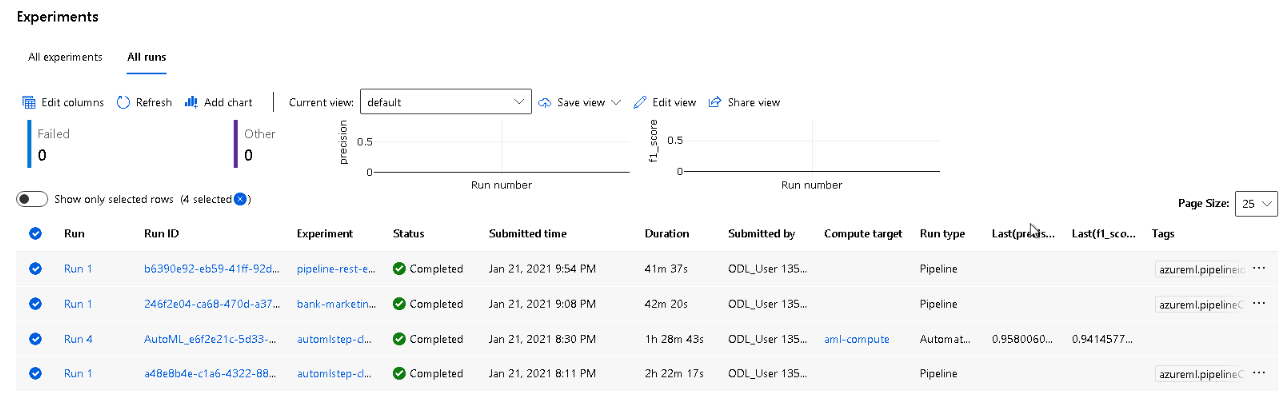 Experiments
All experiments All runs
Edit columns Refresh Add chart Current view: default Save view Edit view Share view
Failed Other
0 0
precision 0.5 0 Run number
f1_score 0.5 0 Run number
Show only selected rows (4 selected)
Page Size: 25
Run Run ID Experiment Status Submitted time Duration Submitted by Compute target Run type Last(precis... Last(f1_sco... Tags
Run 1 b6390e92-eb59-41ff-92d... pipeline-rest-e... Completed Jan 21, 2021 9:54 PM 41m 37s ODL_User 135... Pipeline azureml.pipelineid ...
Run 1 246f2e04-ca68-470d-a37... bank-marketin... Completed Jan 21, 2021 9:08 PM 42m 20s ODL_User 135... Pipeline azureml.pipelineC ...
Run 4 AutoML_e6f2e21c-5d33-... automlstep-cl... Completed Jan 21, 2021 8:30 PM 1h 28m 43s ODL_User 135... aml-compute Automat... 0.9580060... 0.9414577...
Run 1 a48e8b4e-c1a6-4322-88... automlstep-cl... Completed Jan 21, 2021 8:11 PM 2h 22m 17s ODL_User 135... Pipeline azureml.pipelineC ...